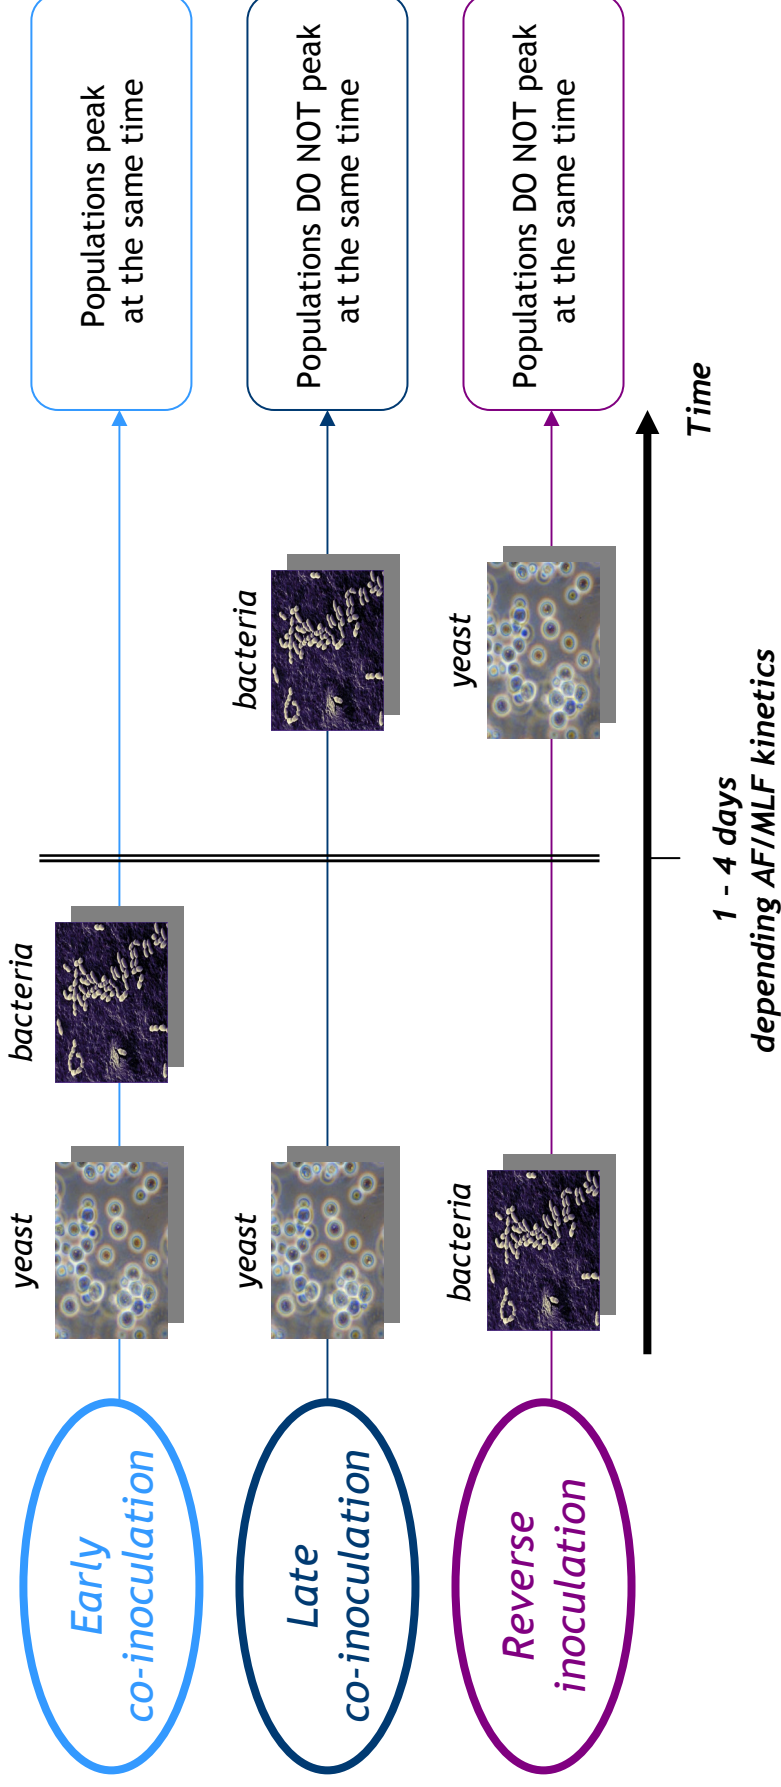 Early
co-inoculation
yeast
bacteria
Populations peak
at the same time
Late
co-inoculation
yeast
bacteria
Populations DO NOT peak
at the same time
Reverse
inoculation
bacteria
yeast
Populations DO NOT peak
at the same time
Time
1 - 4 days
depending AF/MLF kinetics